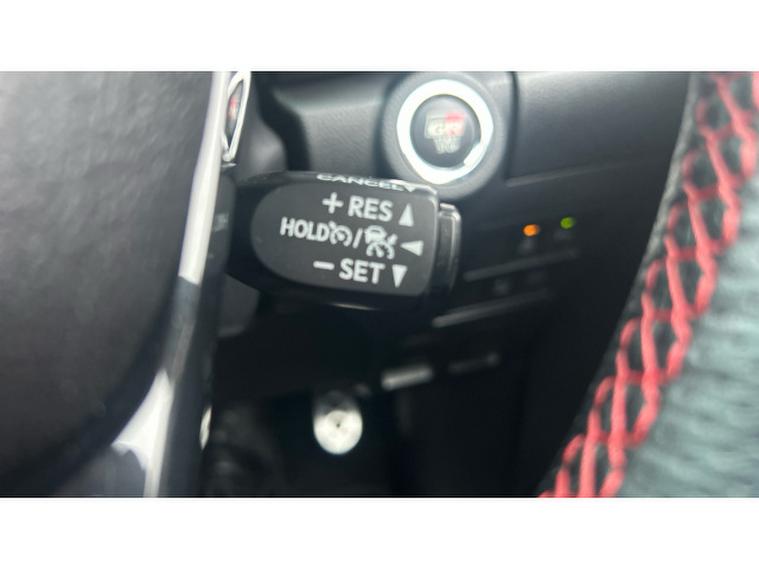 GR
CANCEL
+ RES ▲
HOLD / ◀
− SET ▼